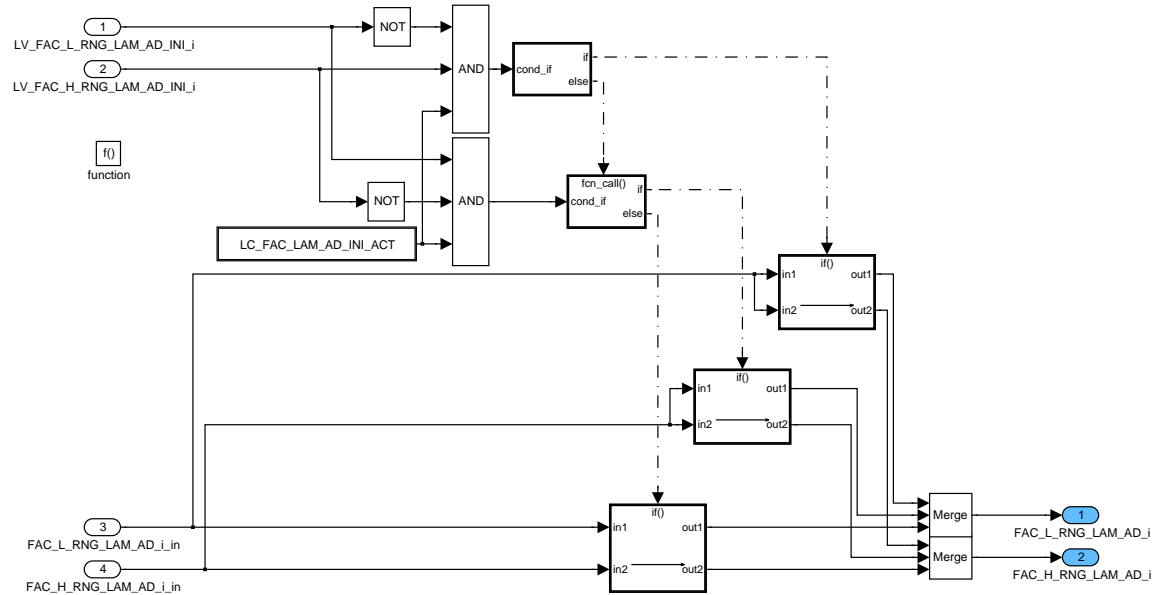 1
LV_FAC_L_RNG_LAM_AD_INI_i
2
LV_FAC_H_RNG_LAM_AD_INI_i
NOT
AND
cond_if
if
else
f()
function
NOT
AND
fcn_call()
cond_if
if
else
LC_FAC_LAM_AD_INI_ACT
if()
in1
out1
in2
out2
if()
in1
out1
in2
out2
if()
in1
out1
in2
out2
Merge
Merge
3
FAC_L_RNG_LAM_AD_i_in
4
FAC_H_RNG_LAM_AD_i_in
1
FAC_L_RNG_LAM_AD_i
2
FAC_H_RNG_LAM_AD_i